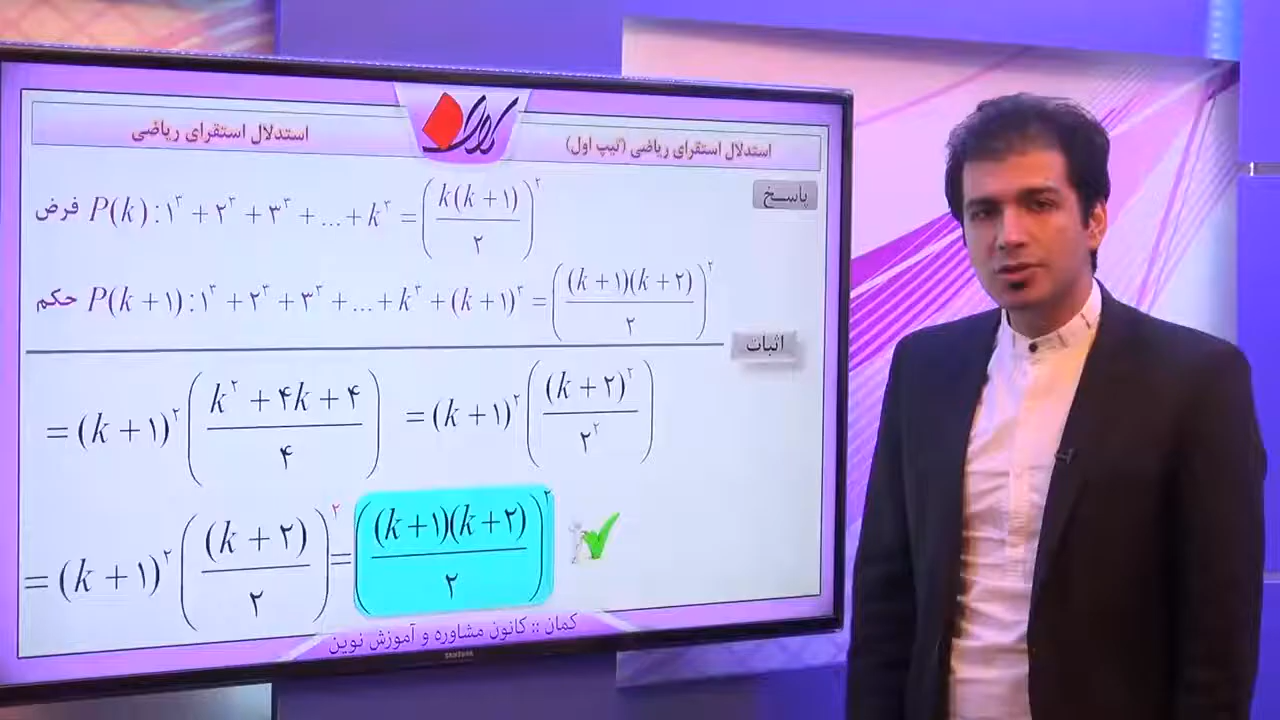 استدلال استقرای ریاضی (تیپ اول)
کمان
استدلال استقرای ریاضی
پاسخ
فرض P(k) : ۱^۳ + ۲^۳ + ۳^۳ + ... + k^۳ = (k(k + ۱) / ۲)^۲
حکم P(k + ۱) : ۱^۳ + ۲^۳ + ۳^۳ + ... + k^۳ + (k + ۱)^۳ = ((k + ۱)(k + ۲) / ۲)^۲
اثبات
= (k + ۱)^۲ (k^۲ + ۴k + ۴ / ۴) = (k + ۱)^۲ ((k + ۲)^۲ / ۲^۲)
= (k + ۱)^۲ ((k + ۲) / ۲)^۲ = ((k + ۱)(k + ۲) / ۲)^۲
کمان :: کانون مشاوره و آموزش نوین
SAMSUNG